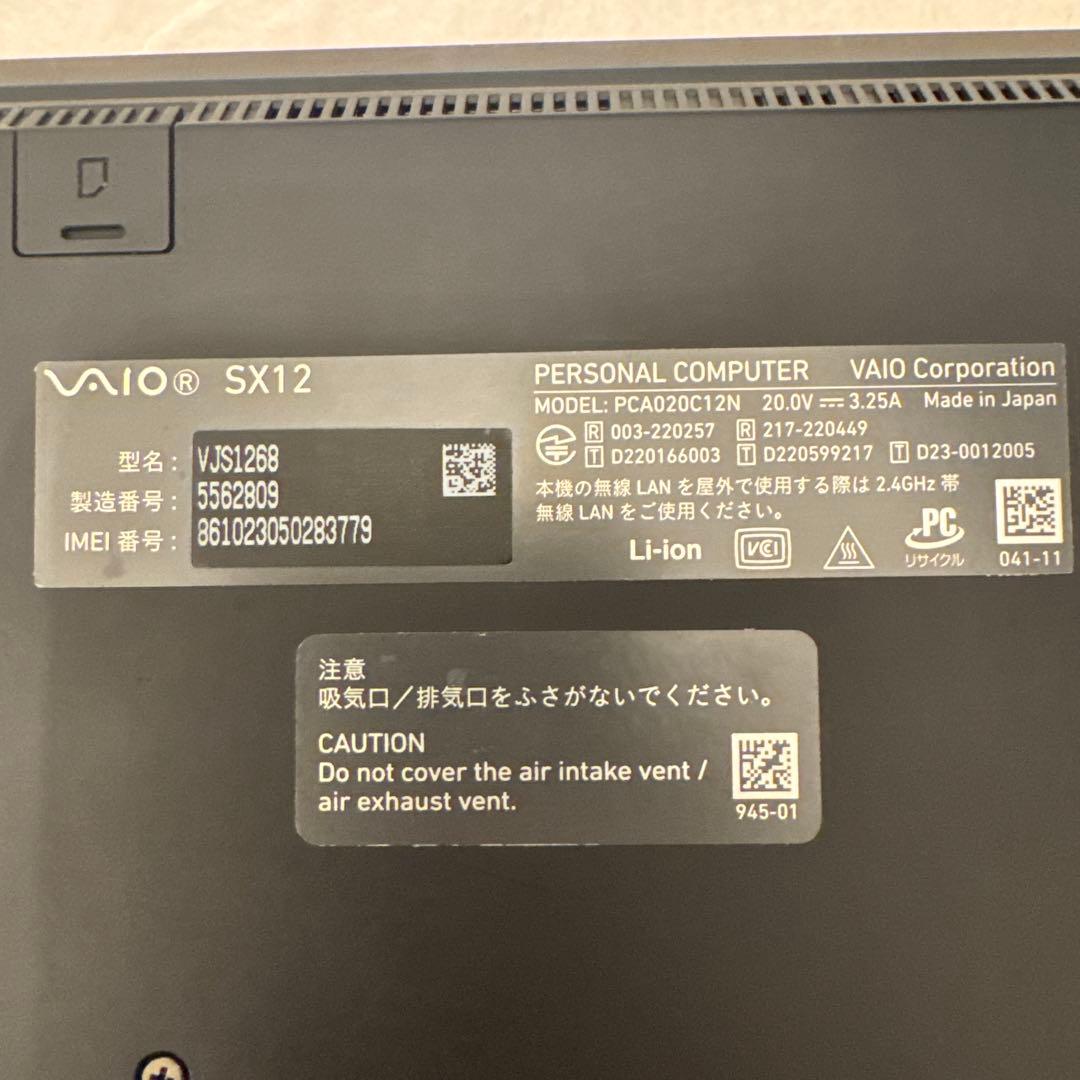 VAIO® SX12
型名： VJS1268
製造番号： 5562809
IMEI 番号： 861023050283779
PERSONAL COMPUTER VAIO Corporation
MODEL: PCA020C12N 20.0V⎓3.25A Made in Japan
R 003-220257 R 217-220449
T D220166003 T D220599217 T D23-0012005
本機の無線 LAN を屋外で使用する際は 2.4GHz 帯
無線 LAN をご使用ください。
Li-ion VCCI PC
リサイクル
041-11
注意
吸気口／排気口をふさがないでください。
CAUTION
Do not cover the air intake vent /
air exhaust vent.
945-01